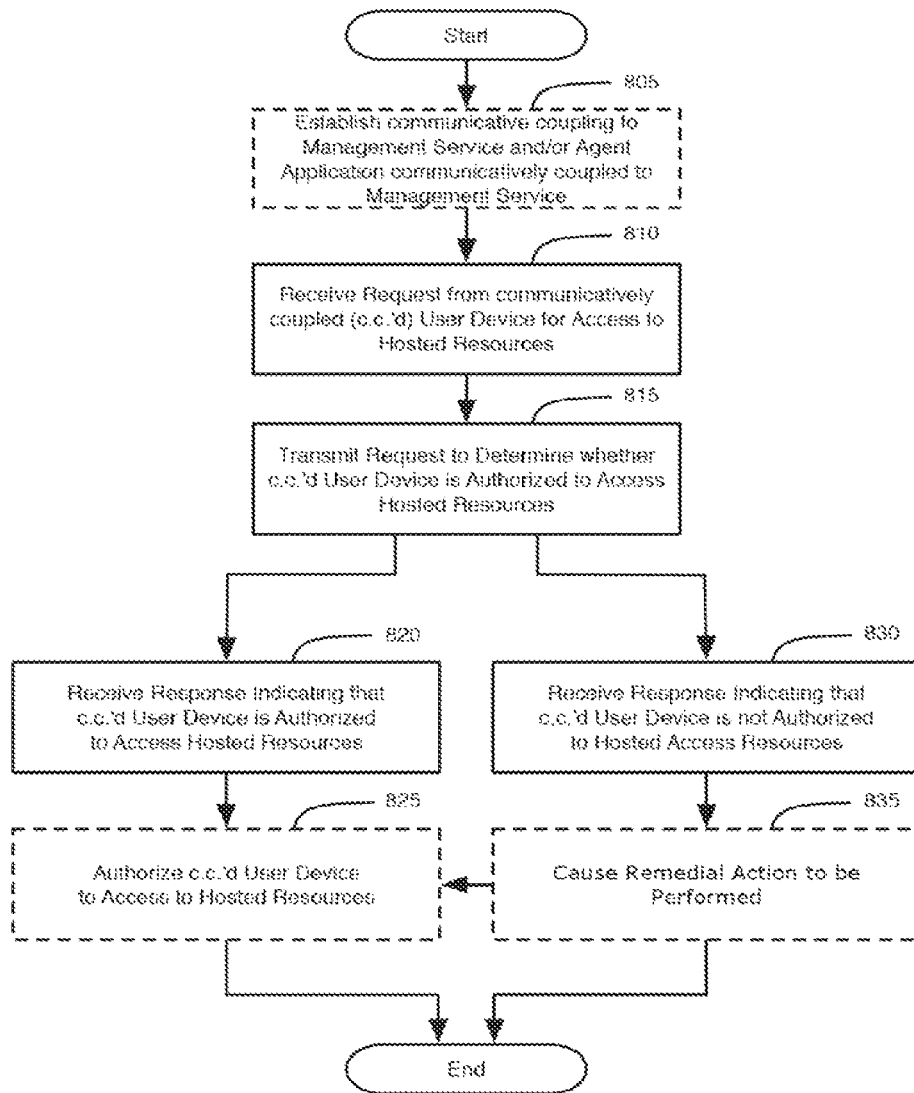 Start
805
Establish communicative coupling to
Management Service and/or Agent
Application communicatively coupled to
Management Service
810
Receive Request from communicatively
coupled (c.c.'d) User Device for Access to
Hosted Resources
815
Transmit Request to Determine whether
c.c.'d User Device is Authorized to Access
Hosted Resources
820
Receive Response Indicating that
c.c.'d User Device is Authorized
to Access Hosted Resources
830
Receive Response Indicating that
c.c.'d User Device is not Authorized
to Hosted Access Resources
825
Authorize c.c.'d User Device
to Access to Hosted Resources
835
Cause Remedial Action to be
Performed
End